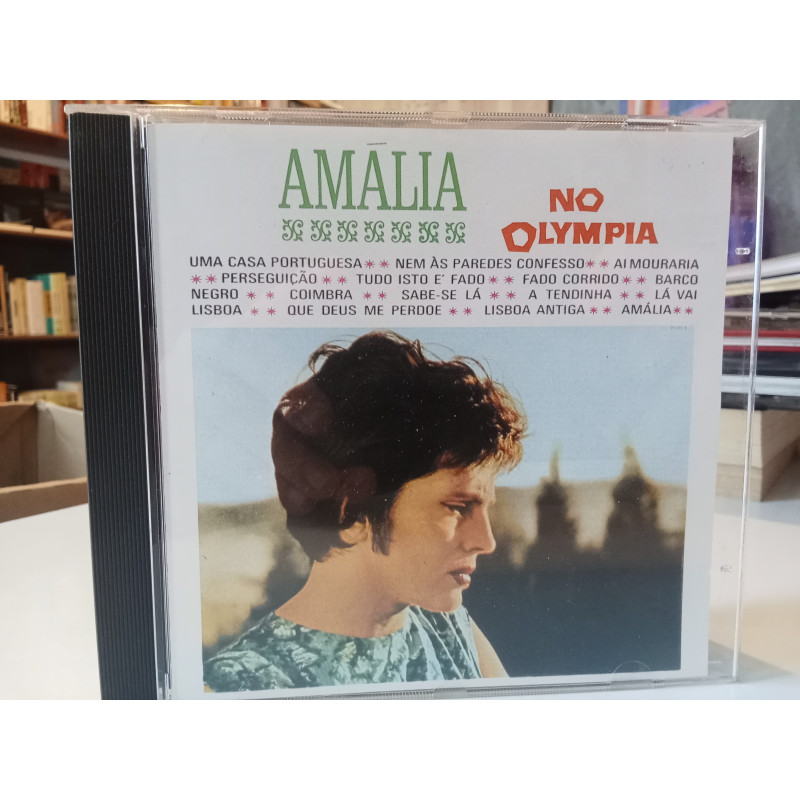 AMÁLIA
NO
OLYMPIA
UMA CASA PORTUGUESA✶✶ NEM ÀS PAREDES CONFESSO✶✶ AI MOURARIA
✶✶PERSEGUIÇÃO✶✶ TUDO ISTO E' FADO✶✶ FADO CORRIDO✶✶ BARCO
NEGRO ✶✶ COIMBRA ✶✶ SABE-SE LÁ ✶✶ A TENDINHA ✶✶ LÁ VAI
LISBOA ✶✶ QUE DEUS ME PERDOE ✶✶ LISBOA ANTIGA✶✶ AMÁLIA✶✶